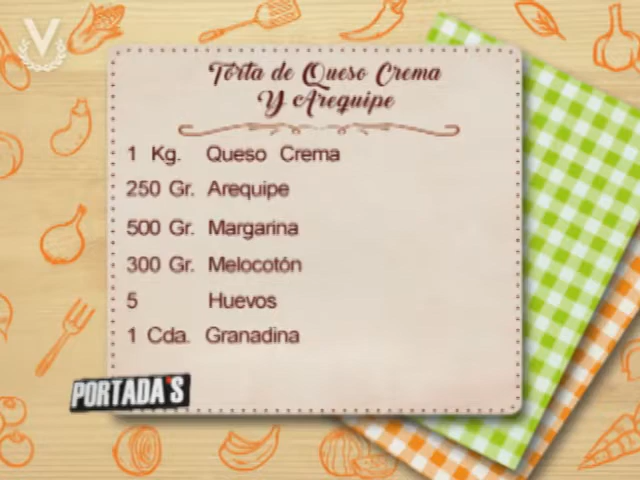 V
Torta de Queso Crema
Y Arequipe
1 Kg. Queso Crema
250 Gr. Arequipe
500 Gr. Margarina
300 Gr. Melocotón
5 Huevos
1 Cda. Granadina
PORTADA'S